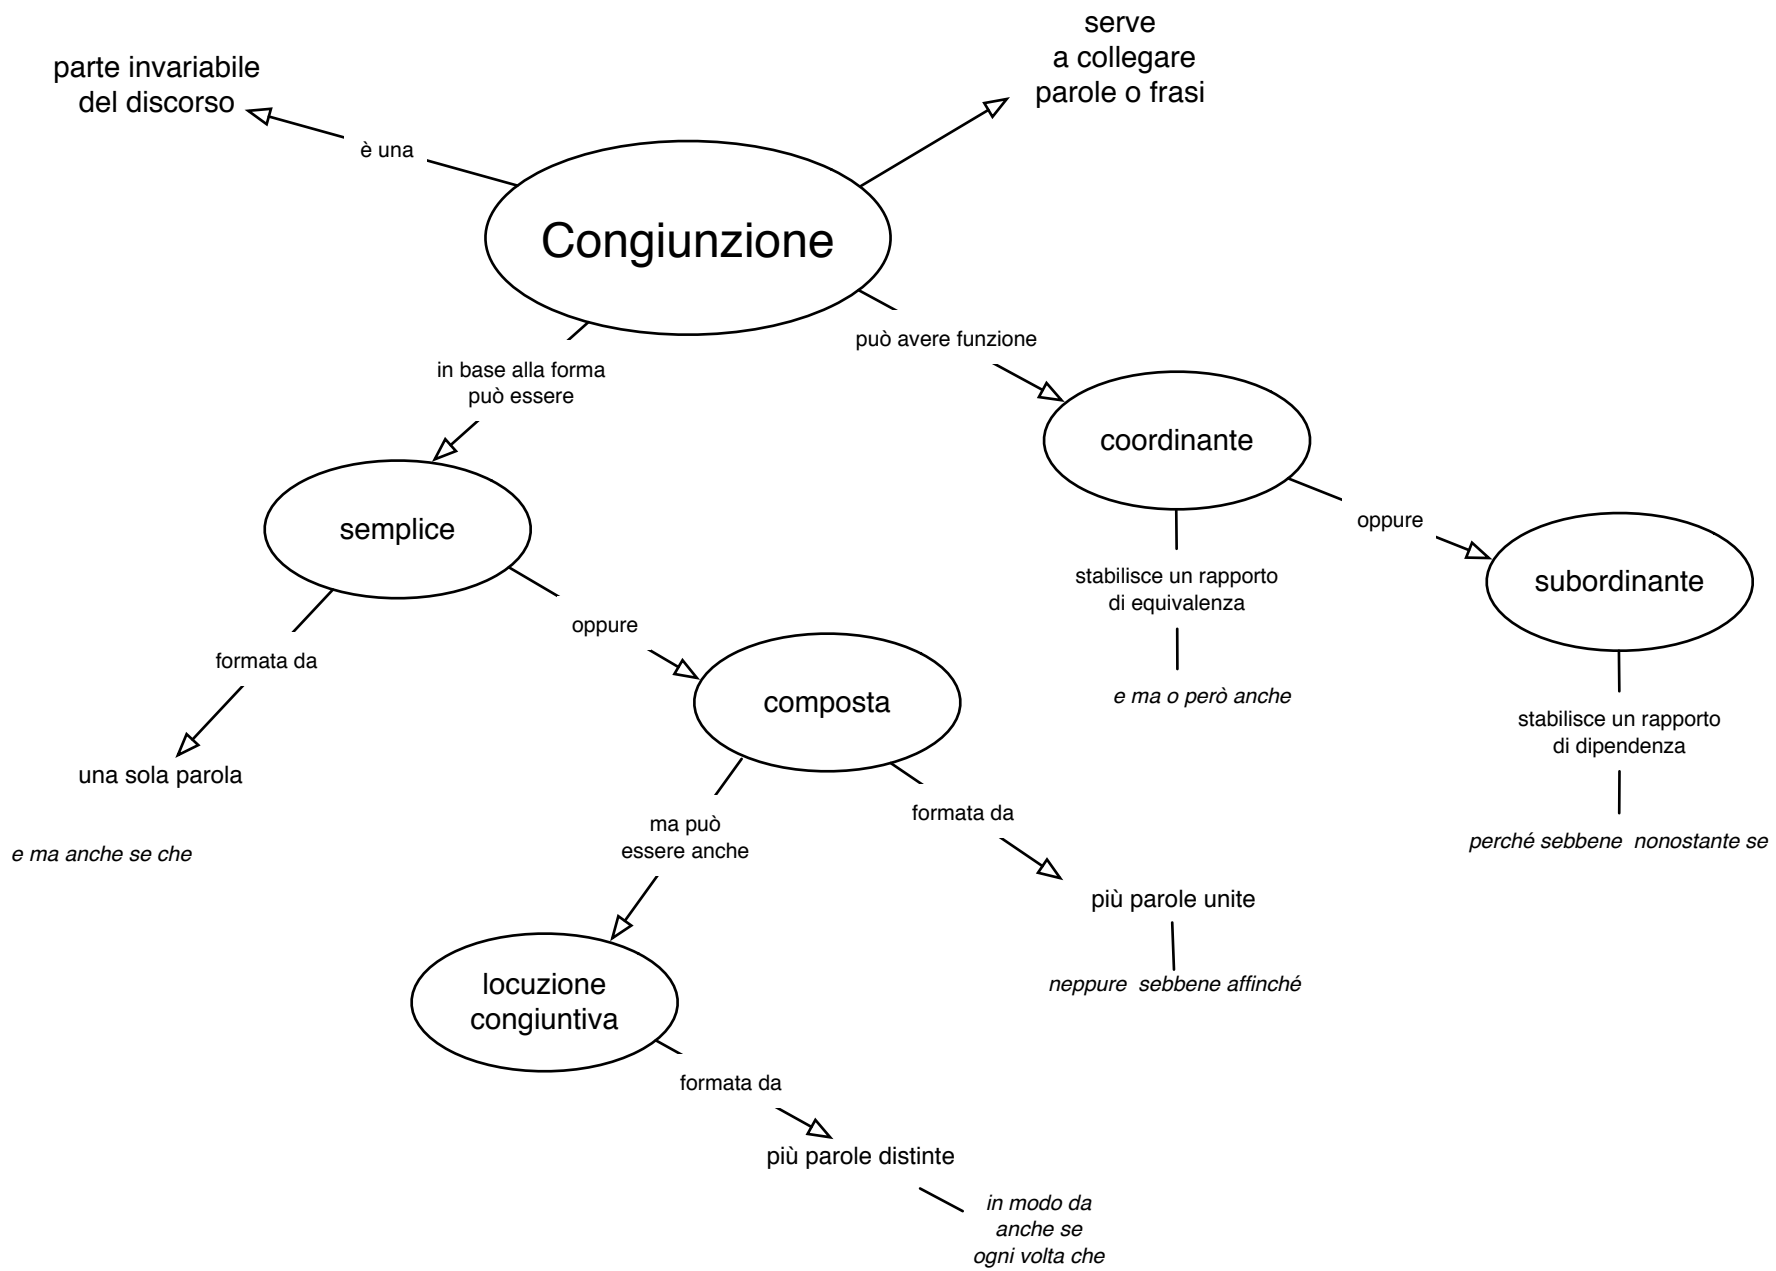 serve
a collegare
parole o frasi
parte invariabile
del discorso
è una
Congiunzione
può avere funzione
in base alla forma
può essere
coordinante
semplice
oppure
subordinante
stabilisce un rapporto
di equivalenza
oppure
formata da
e ma o però anche
composta
stabilisce un rapporto
di dipendenza
una sola parola
formata da
ma può
essere anche
perché sebbene  nonostante se
e ma anche se che
più parole unite
neppure  sebbene affinché
locuzione
congiuntiva
formata da
più parole distinte
in modo da
anche se
ogni volta che